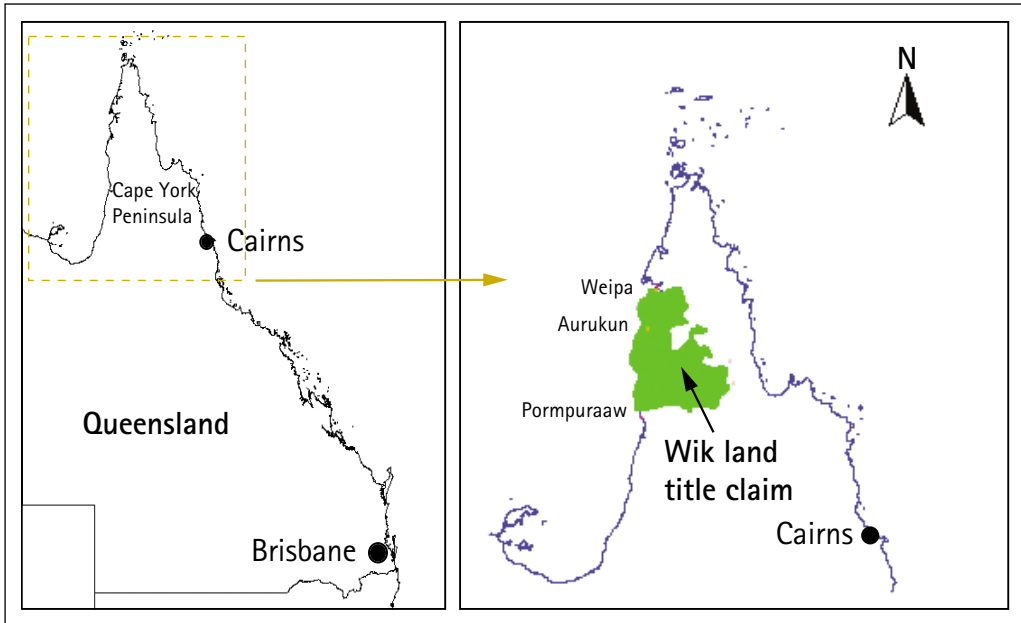 Cape York
Peninsula
Cairns
Queensland
Brisbane
N
Weipa
Aurukun
Pormpuraaw
Wik land
title claim
Cairns